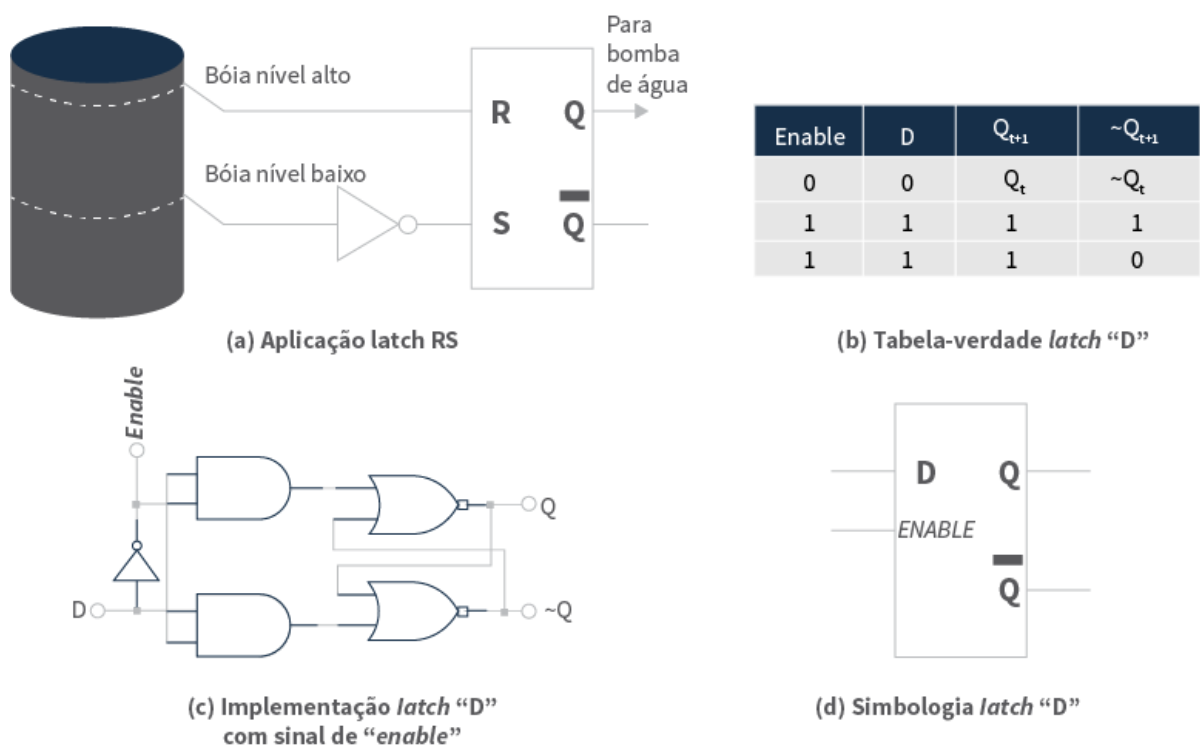 Para
bomba
de água
Bóia nível alto
R Q
Bóia nível baixo
S Q
(a) Aplicação latch RS
Enable D Qt+1 ~Qt+1
0 0 Qt ~Qt
1 1 1 1
1 1 1 0
(b) Tabela-verdade latch “D”
Enable
Q
D
~Q
(c) Implementação latch “D”
com sinal de “enable”
D Q
ENABLE
Q
(d) Simbologia latch “D”